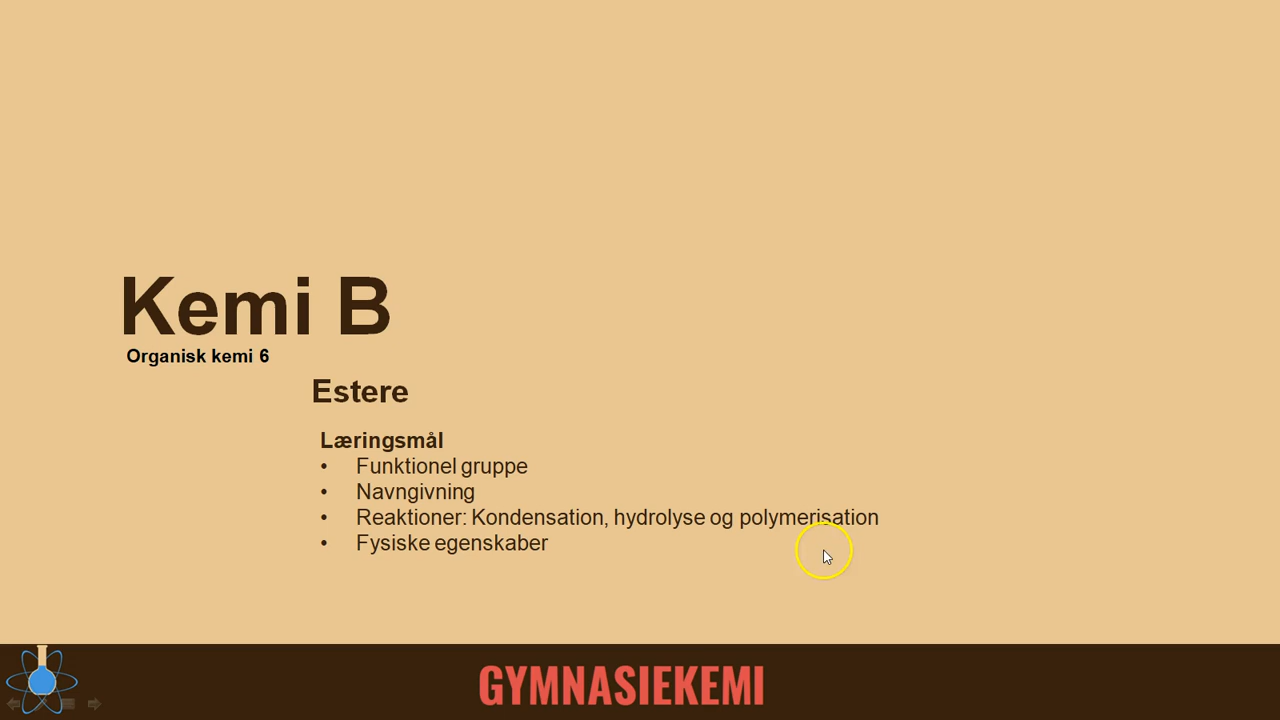 Kemi B
Organisk kemi 6
Estere
Læringsmål
• Funktionel gruppe
• Navngivning
• Reaktioner: Kondensation, hydrolyse og polymerisation
• Fysiske egenskaber
GYMNASIEKEMI